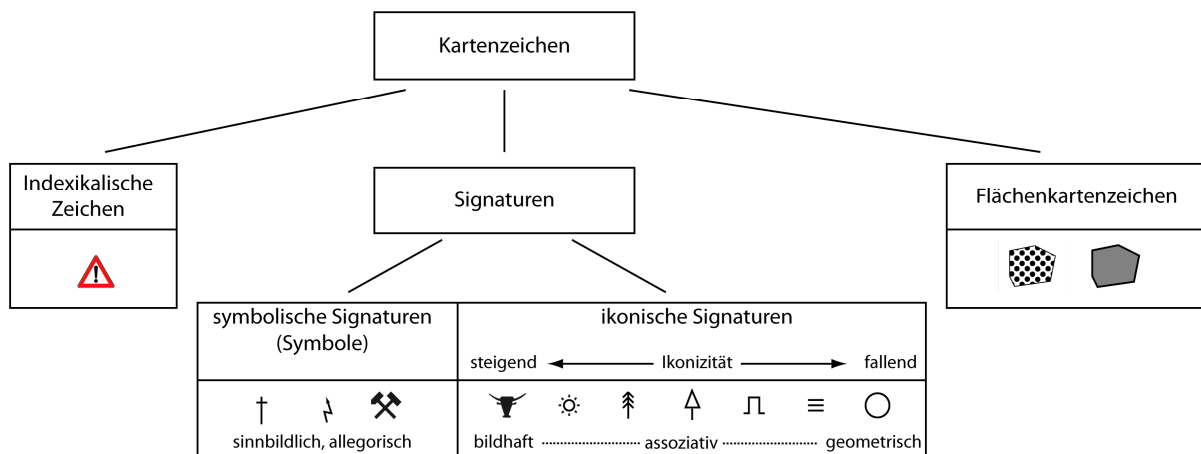 Kartenzeichen
Indexikalische
Zeichen
Signaturen
Flächenkartenzeichen
symbolische Signaturen
(Symbole)
sinnbildlich, allegorisch
ikonische Signaturen
steigend Ikonizität fallend
bildhaft assoziativ geometrisch